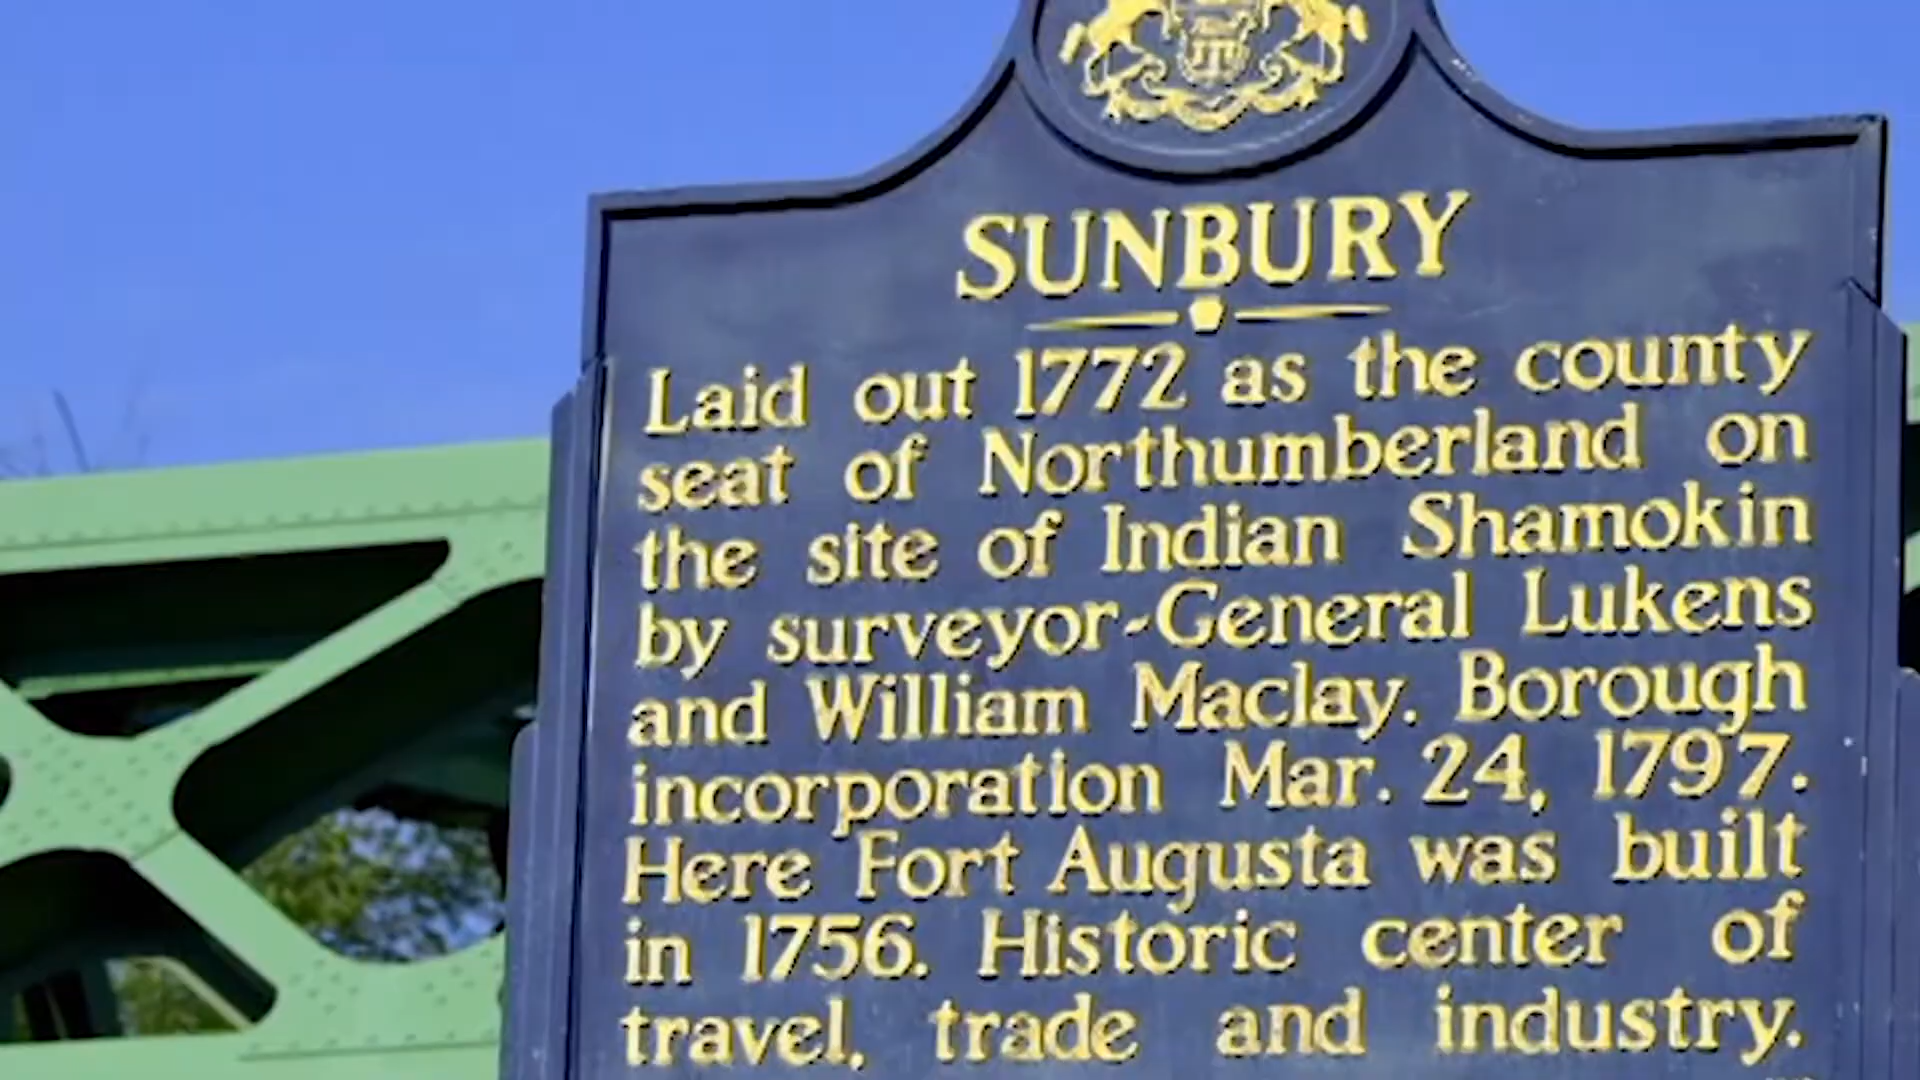 SUNBURY
Laid out 1772 as the county
seat of Northumberland on
the site of Indian Shamokin
by surveyor-General Lukens
and William Maclay. Borough
incorporation Mar. 24, 1797.
Here Fort Augusta was built
in 1756. Historic center of
travel, trade and industry.